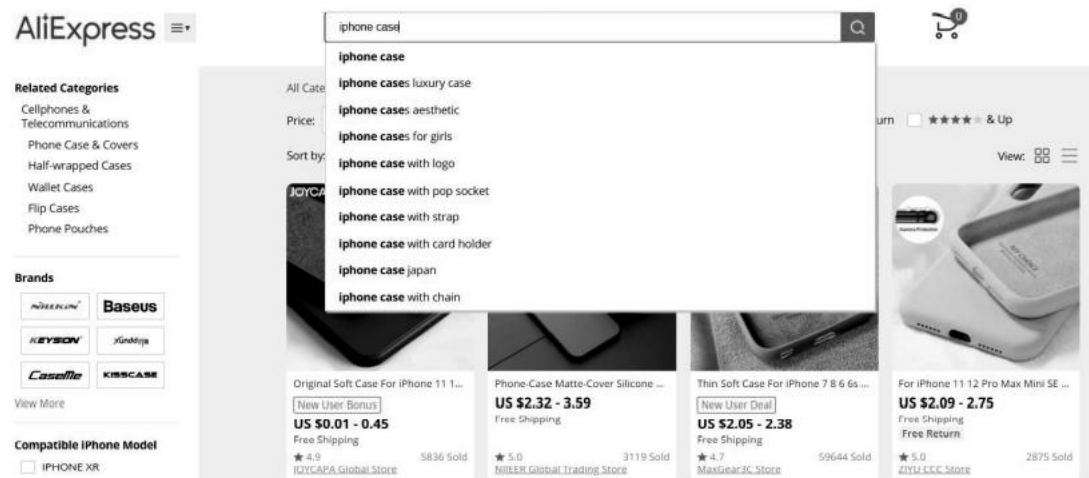 AliExpress
iphone case
0
iphone case
iphone cases luxury case
iphone cases aesthetic
iphone cases for girls
iphone case with logo
iphone case with pop socket
iphone case with strap
iphone case with card holder
iphone case japan
iphone case with chain
Related Categories
Cellphones &
Telecommunications
Phone Case & Covers
Half-wrapped Cases
Wallet Cases
Flip Cases
Phone Pouches
Brands
NILLKIN
Baseus
KEYSION
CaseMe
KISSCASE
View More
Compatible iPhone Model
IPHONE XR
All Cate
Price:
urn
& Up
Sort by:
View:
JOYCA
MY CHOICE
Camera Protection
Original Soft Case For iPhone 11 1...
New User Bonus
US $0.01 - 0.45
Free Shipping
4.9 5836 Sold
JOYCAPA Global Store
Phone-Case Matte-Cover Silicone ...
US $2.32 - 3.59
Free Shipping
5.0 3119 Sold
NIIEER Global Trading Store
Thin Soft Case For iPhone 7 8 6 6s ...
New User Deal
US $2.05 - 2.38
Free Shipping
4.7 59644 Sold
MaxGear3C Store
For iPhone 11 12 Pro Max Mini SE ...
US $2.09 - 2.75
Free Shipping
Free Return
5.0 2875 Sold
ZIYU CCC Store